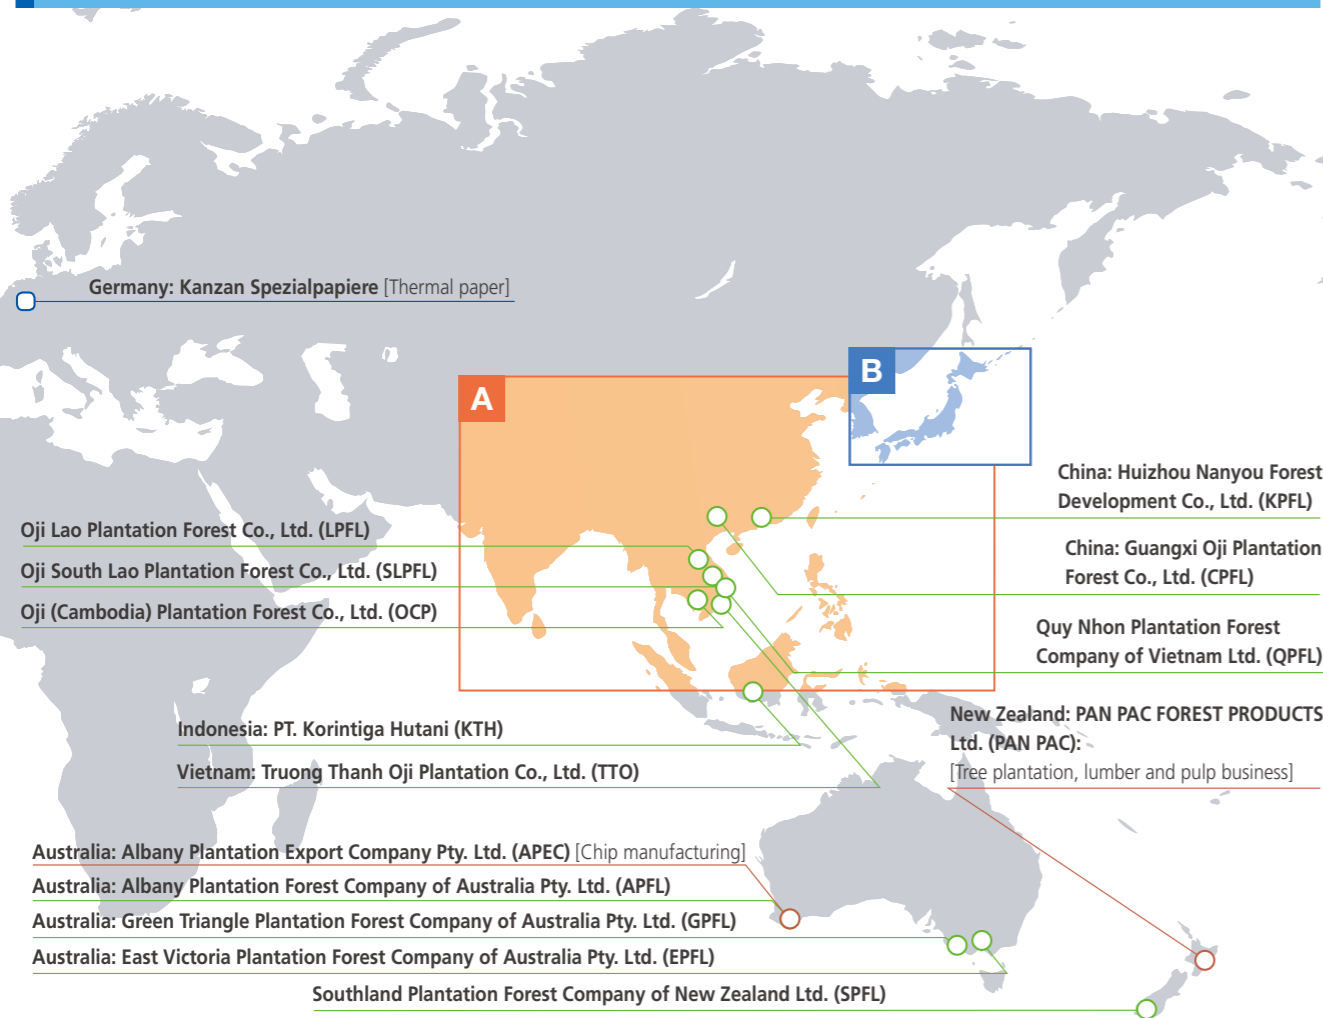 Germany: Kanzan Spezialpapiere [Thermal paper]
B
A
China: Huizhou Nanyou Forest
Development Co., Ltd. (KPFL)
Oji Lao Plantation Forest Co., Ltd. (LPFL)
China: Guangxi Oji Plantation
Forest Co., Ltd. (CPFL)
Oji South Lao Plantation Forest Co., Ltd. (SLPFL)
Oji (Cambodia) Plantation Forest Co., Ltd. (OCP)
Quy Nhon Plantation Forest
Company of Vietnam Ltd. (QPFL)
Indonesia: PT. Korintiga Hutani (KTH)
New Zealand: PAN PAC FOREST PRODUCTS
Ltd. (PAN PAC):
[Tree plantation, lumber and pulp business]
Vietnam: Truong Thanh Oji Plantation Co., Ltd. (TTO)
Australia: Albany Plantation Export Company Pty. Ltd. (APEC) [Chip manufacturing]
Australia: Albany Plantation Forest Company of Australia Pty. Ltd. (APFL)
Australia: Green Triangle Plantation Forest Company of Australia Pty. Ltd. (GPFL)
Australia: East Victoria Plantation Forest Company of Australia Pty. Ltd. (EPFL)
Southland Plantation Forest Company of New Zealand Ltd. (SPFL)